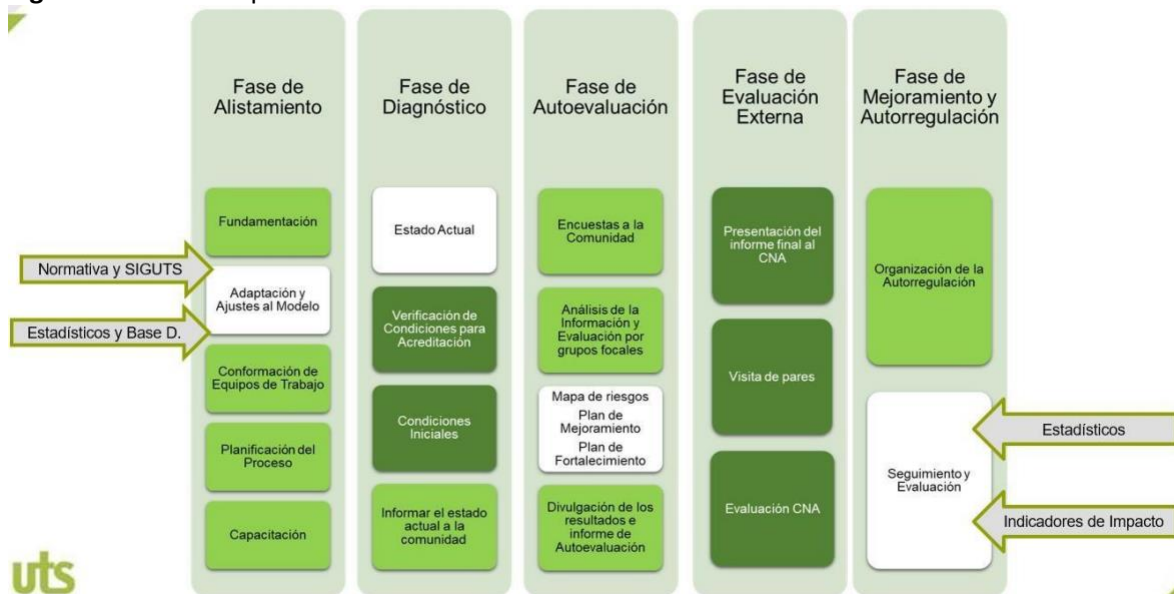 Fase de
Alistamiento
Fundamentación
Normativa y SIGUTS
Adaptación y
Ajustes al Modelo
Estadísticos y Base D.
Conformación de
Equipos de Trabajo
Planificación del
Proceso
Capacitación
Fase de
Diagnóstico
Estado Actual
Verificación de
Condiciones para
Acreditación
Condiciones
Iniciales
Informar el estado
actual a la
comunidad
Fase de
Autoevaluación
Encuestas a la
Comunidad
Análisis de la
Información y
Evaluación por
grupos focales
Mapa de riesgos
Plan de
Mejoramiento
Plan de
Fortalecimiento
Divulgación de los
resultados e
informe de
Autoevaluación
Fase de
Evaluación
Externa
Presentación del
informe final al
CNA
Visita de pares
Evaluación CNA
Fase de
Mejoramiento y
Autorregulación
Organización de la
Autorregulación
Estadísticos
Seguimiento y
Evaluación
Indicadores de Impacto
uts